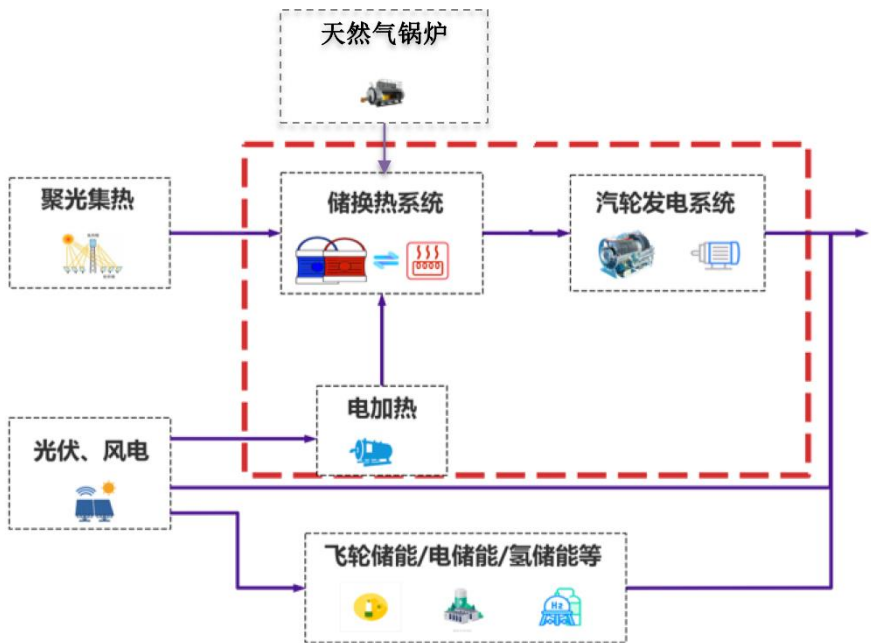 天然气锅炉
聚光集热
储换热系统
汽轮发电系统
电加热
光伏、风电
飞轮储能/电储能/氢储能等
H₂